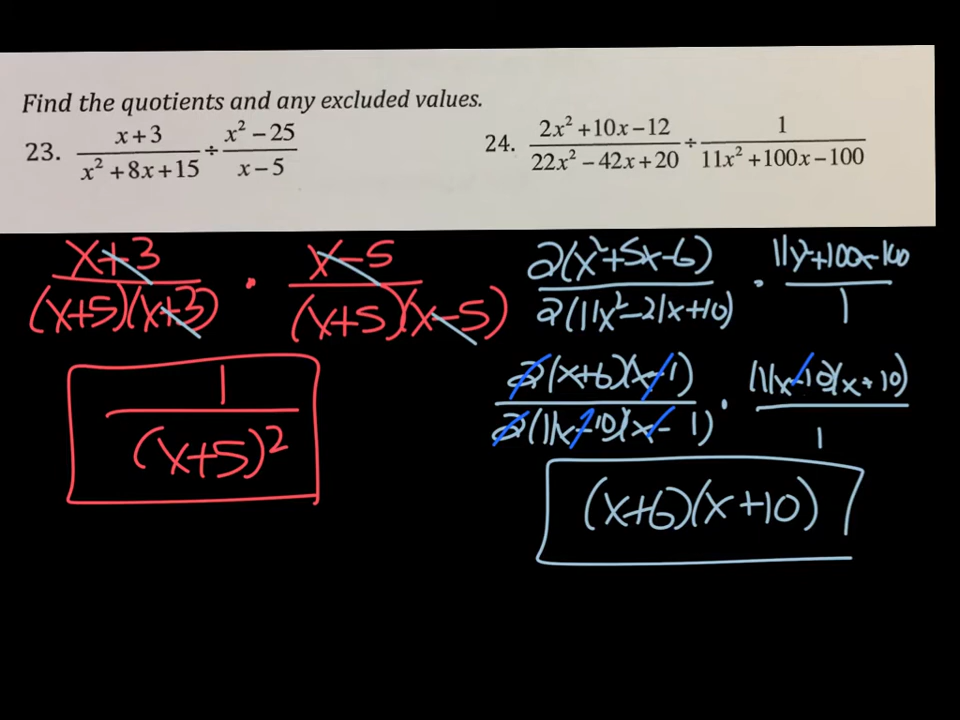 Find the quotients and any excluded values.
23. (x+3)/(x²+8x+15) ÷ (x²−25)/(x−5)
24. (2x²+10x−12)/(22x²−42x+20) ÷ 1/(11x²+100x−100)
x+3 / (x+5)(x+3) · x−5 / (x+5)(x−5)
1 / (x+5)²
2(x²+5x−6) / 2(11x²−21x+10) · 11x²+100x−100 / 1
2(x+6)(x−1) / 2(11x−10)(x−1) · (11x−10)(x+10) / 1
(x+6)(x+10)